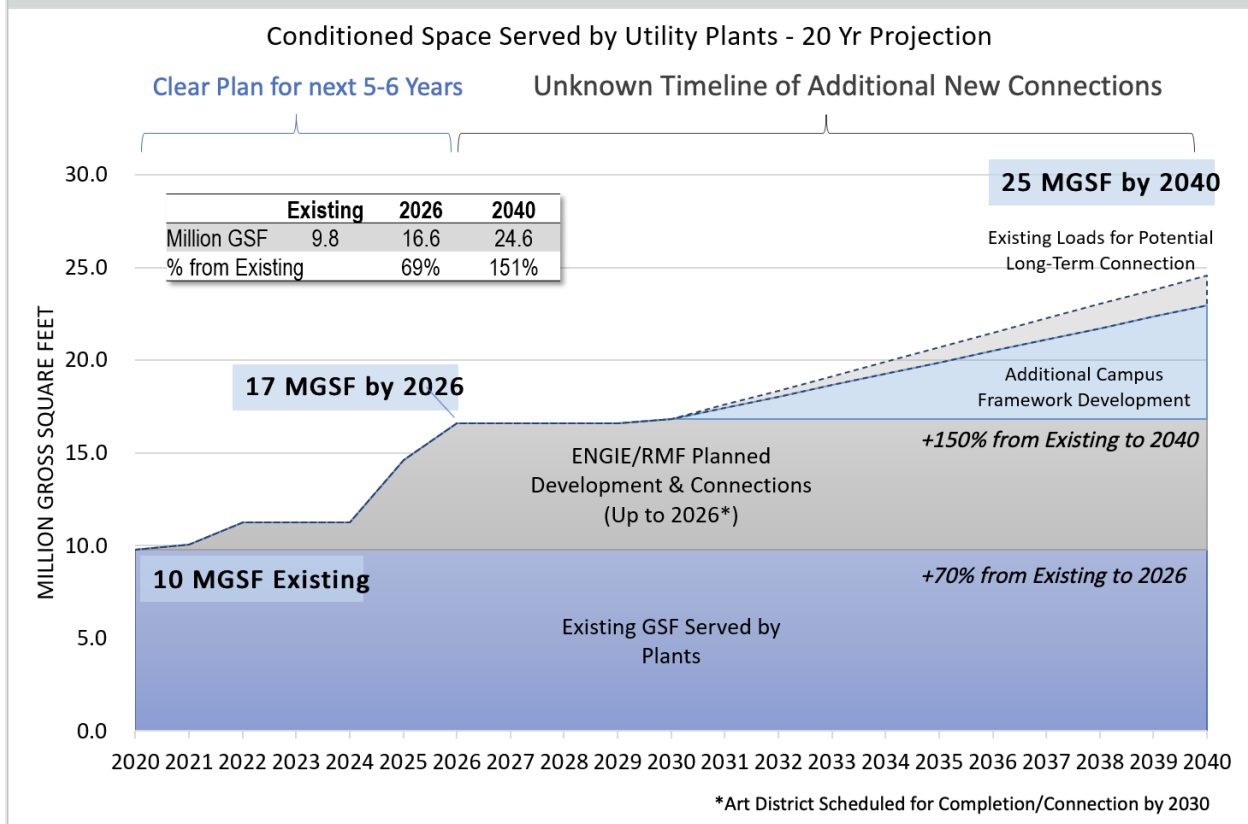 Conditioned Space Served by Utility Plants - 20 Yr Projection
Clear Plan for next 5-6 Years
Unknown Timeline of Additional New Connections
MILLION GROSS SQUARE FEET
30.0
25.0
20.0
15.0
10.0
5.0
0.0
Existing 2026 2040
Million GSF 9.8 16.6 24.6
% from Existing 69% 151%
25 MGSF by 2040
Existing Loads for Potential
Long-Term Connection
17 MGSF by 2026
Additional Campus
Framework Development
+150% from Existing to 2040
ENGIE/RMF Planned
Development & Connections
(Up to 2026*)
10 MGSF Existing
+70% from Existing to 2026
Existing GSF Served by
Plants
2020 2021 2022 2023 2024 2025 2026 2027 2028 2029 2030 2031 2032 2033 2034 2035 2036 2037 2038 2039 2040
*Art District Scheduled for Completion/Connection by 2030